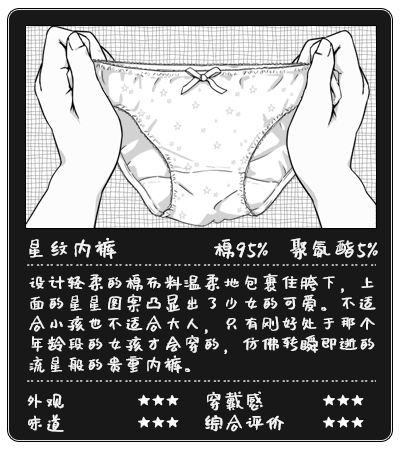 星纹内裤 棉95% 聚氨酯5%
设计轻柔的棉布料温柔地包裹住胯下，上
面的星星图案凸显出了少女的可爱。不适
合小孩也不适合大人，只有刚好处于那个
年龄段的女孩才会穿的，仿佛转瞬即逝的
流星般的贵重内裤。
外观 ★★★ 穿戴感 ★★★
味道 ★★★ 综合评价 ★★★